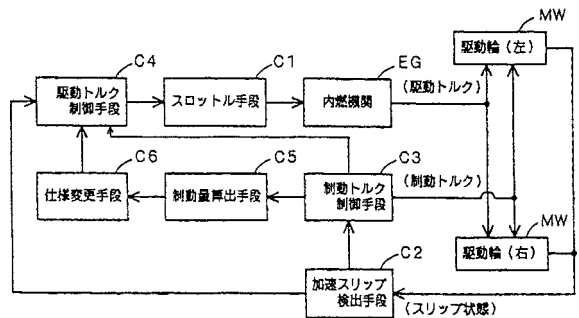 MW
駆動輪（左）
C4
駆動トルク
制御手段
C1
スロットル手段
EG
内燃機関
（駆動トルク）
C6
仕様変更手段
C5
制動量算出手段
C3
制動トルク
制御手段
（制動トルク）
MW
駆動輪（右）
C2
加速スリップ
検出手段
（スリップ状態）